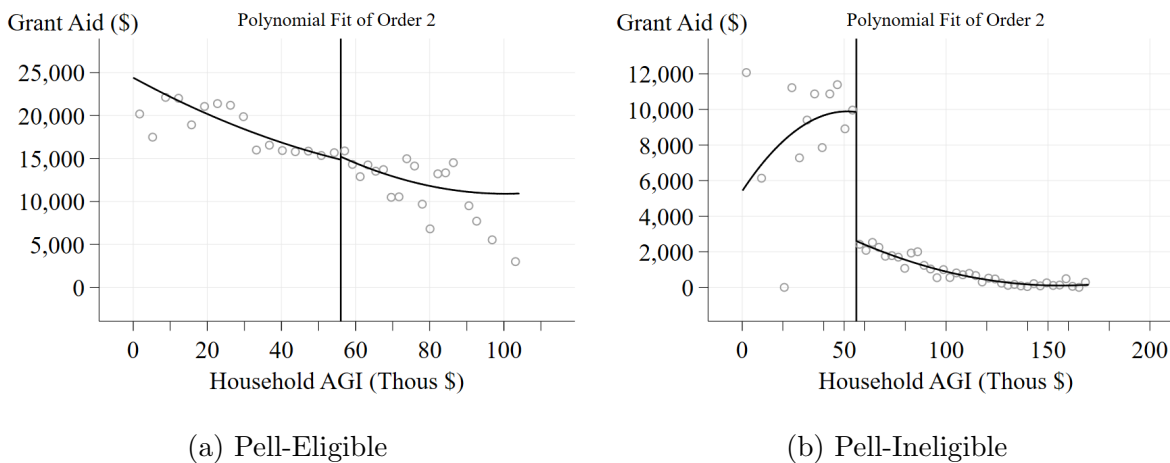 Grant Aid ($)
Polynomial Fit of Order 2
25,000
20,000
15,000
10,000
5,000
0
0 20 40 60 80 100
Household AGI (Thous $)
(a) Pell-Eligible
Grant Aid ($)
Polynomial Fit of Order 2
12,000
10,000
8,000
6,000
4,000
2,000
0
0 50 100 150 200
Household AGI (Thous $)
(b) Pell-Ineligible